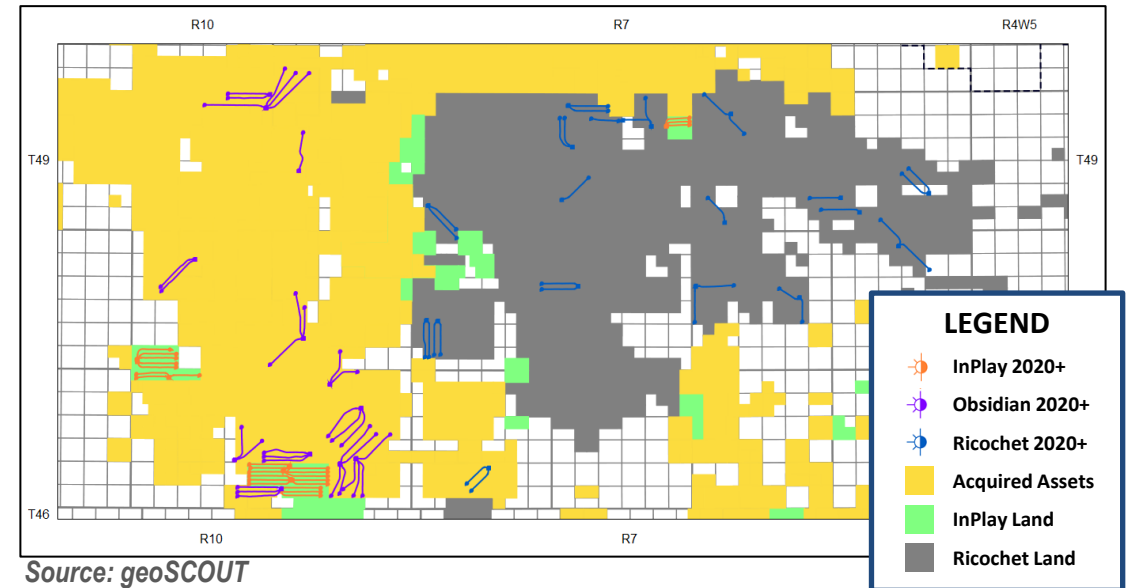 R10 R7 R4W5
T49 T49
T46
R10 R7
LEGEND
InPlay 2020+
Obsidian 2020+
Ricochet 2020+
Acquired Assets
InPlay Land
Ricochet Land
Source: geoSCOUT